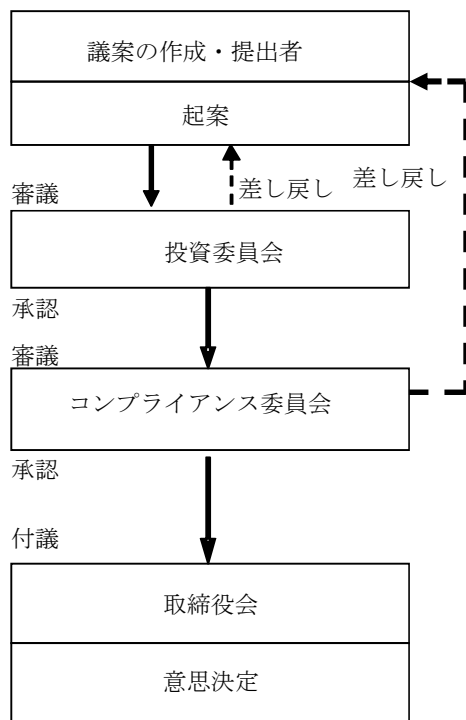 議案の作成・提出者
起案
審議
差し戻し
差し戻し
投資委員会
承認
審議
コンプライアンス委員会
承認
付議
取締役会
意思決定